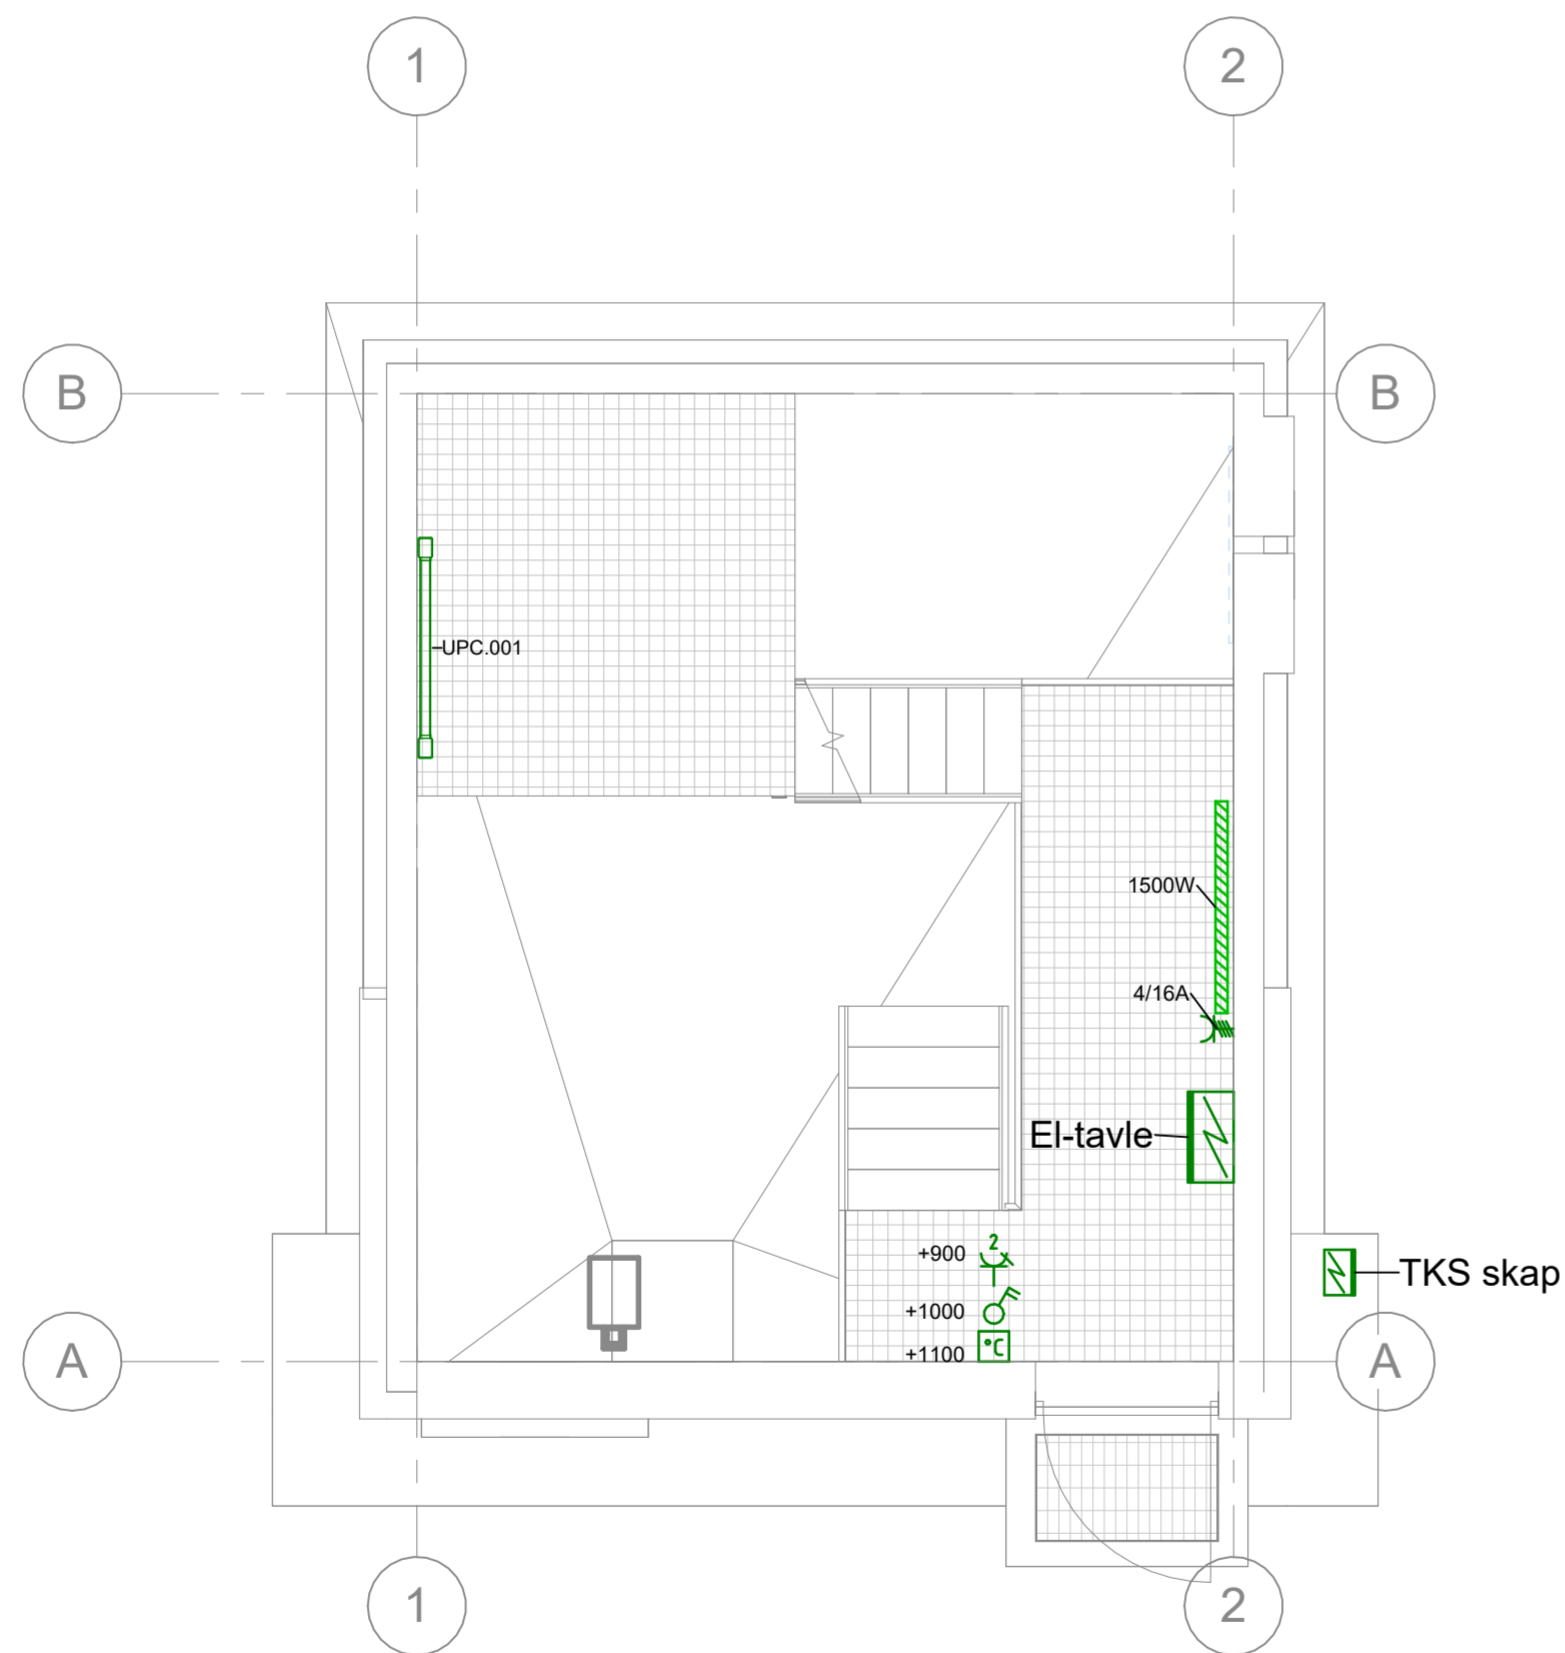 1
2
B
B
-UPC.001
1500W
4/16A
El-tavle
+900
2
+1000
+1100
°C
TKS skap
A
A
1
2